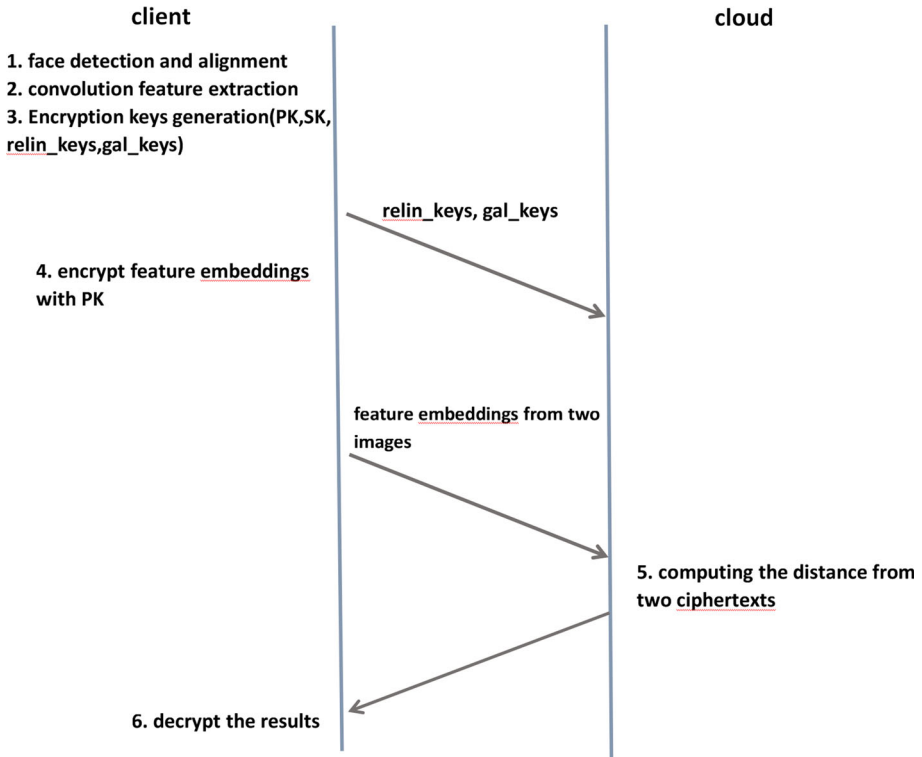 client
cloud
1. face detection and alignment
2. convolution feature extraction
3. Encryption keys generation(PK,SK,
relin_keys,gal_keys)
relin_keys, gal_keys
4. encrypt feature embeddings
with PK
feature embeddings from two
images
5. computing the distance from
two ciphertexts
6. decrypt the results